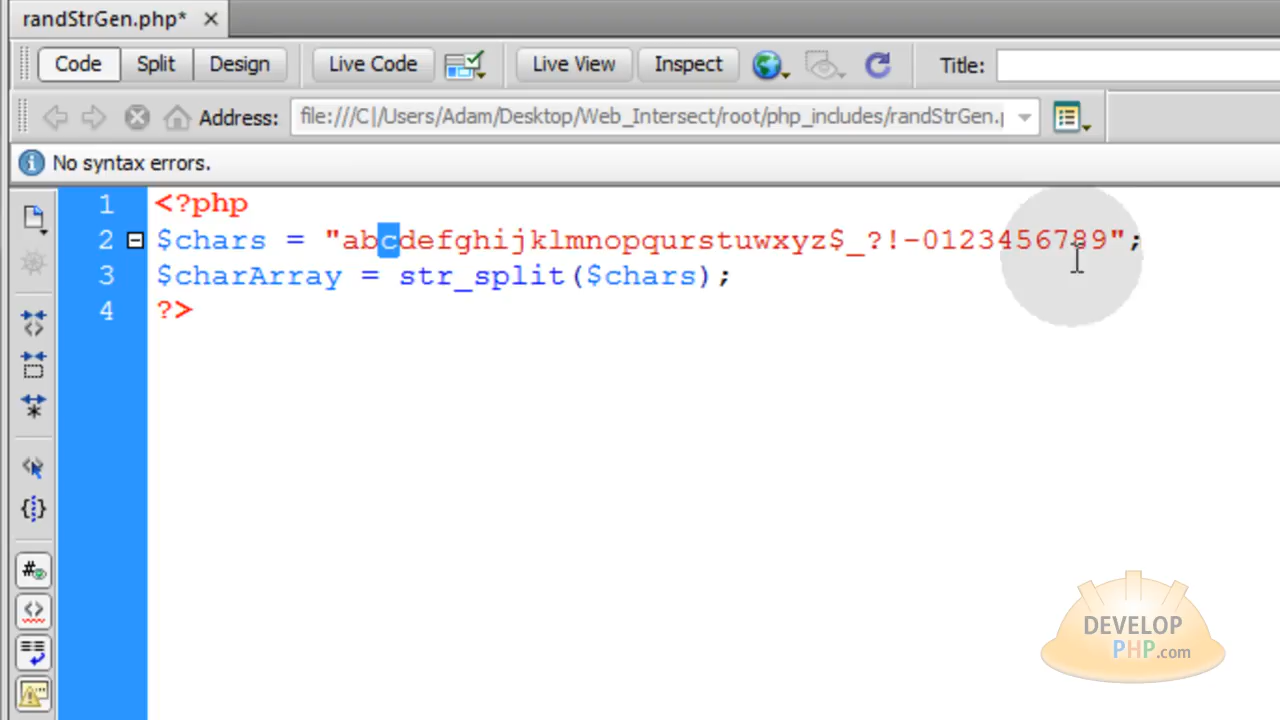 randStrGen.php*
Code Split Design Live Code Live View Inspect Title:
Address: file:///C|/Users/Adam/Desktop/Web_Intersect/root/php_includes/randStrGen.p
No syntax errors.
1 <?php
2 $chars = "abcdefghijklmnopqurstuwxyz$_?!-0123456789";
3 $charArray = str_split($chars);
4 ?>
DEVELOP
PHP.com